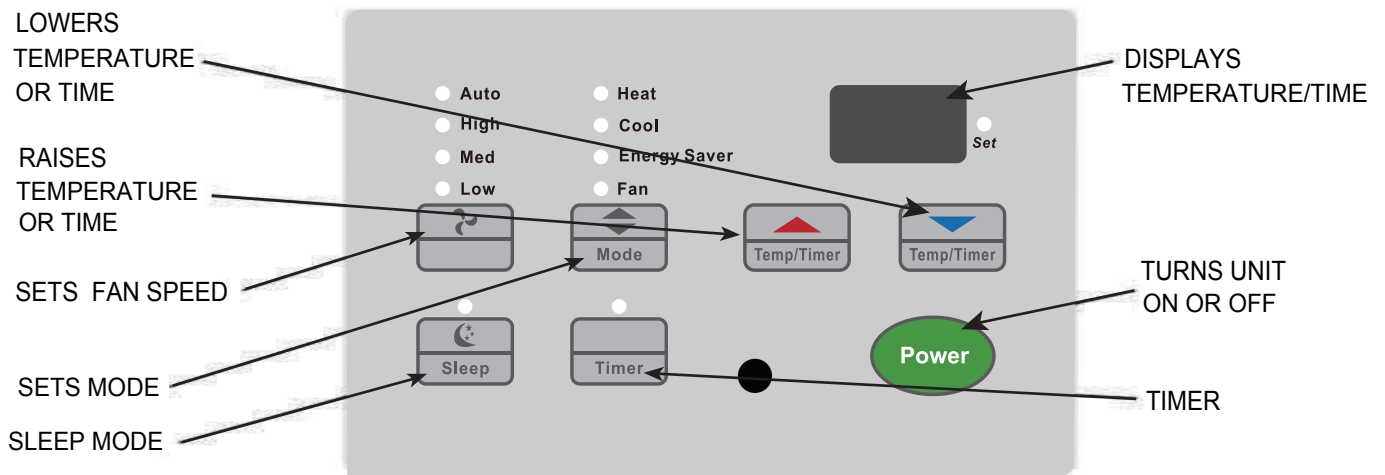 LOWERS
TEMPERATURE
OR TIME
RAISES
TEMPERATURE
OR TIME
SETS FAN SPEED
SETS MODE
SLEEP MODE
Auto
High
Med
Low
Heat
Cool
Energy Saver
Fan
Set
Mode
Temp/Timer
Temp/Timer
Sleep
Timer
Power
DISPLAYS
TEMPERATURE/TIME
TURNS UNIT
ON OR OFF
TIMER